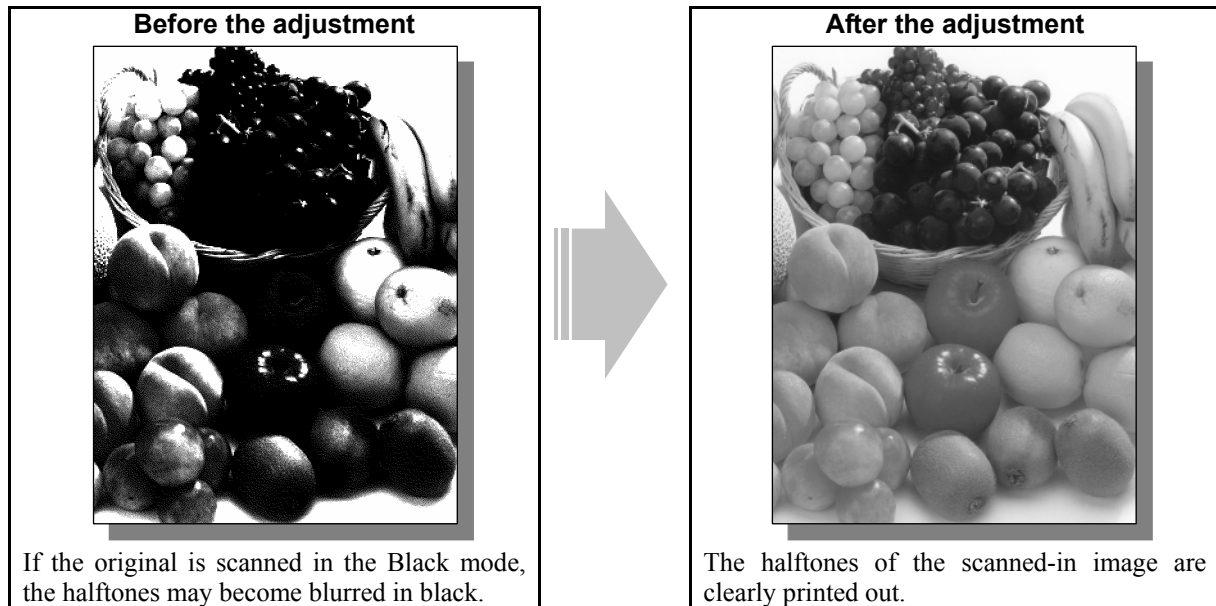 Before the adjustment
If the original is scanned in the Black mode,
the halftones may become blurred in black.
After the adjustment
The halftones of the scanned-in image are
clearly printed out.